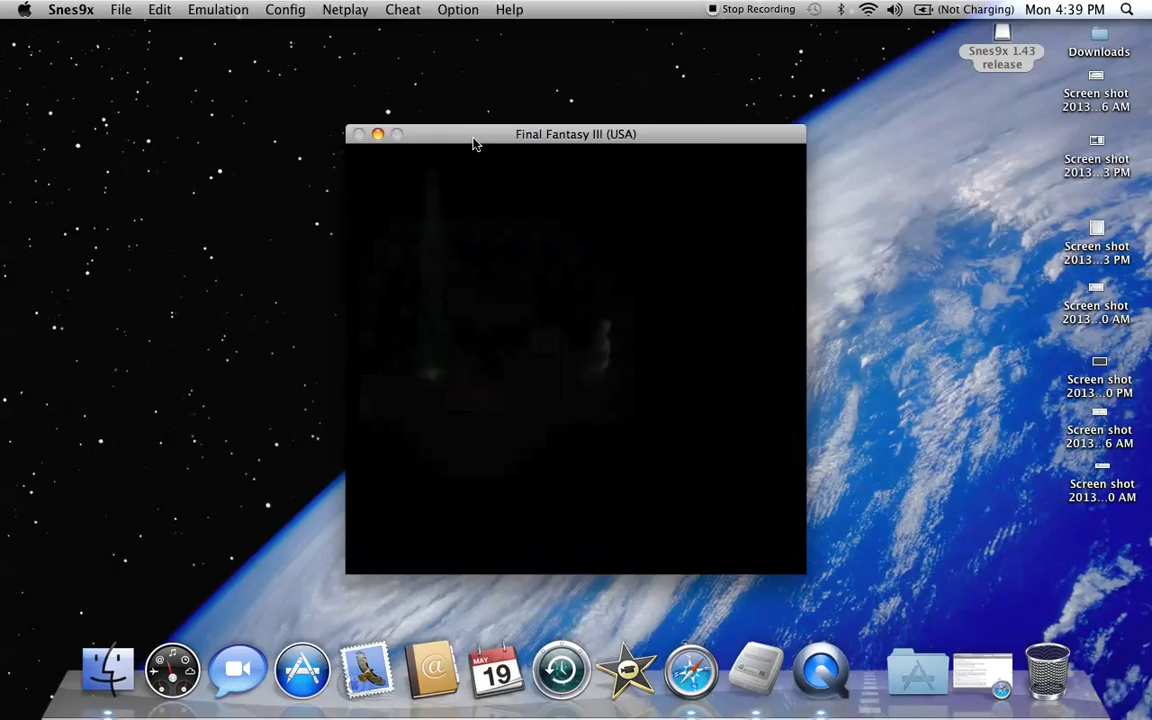 Snes9x File Edit Emulation Config Netplay Cheat Option Help Stop Recording (Not Charging) Mon 4:39 PM
Snes9x 1.43
release
Downloads
Screen shot
2013...6 AM
Screen shot
2013...3 PM
Screen shot
2013...3 PM
Screen shot
2013...0 AM
Screen shot
2013...0 PM
Screen shot
2013...6 AM
Screen shot
2013...0 AM
Final Fantasy III (USA)
MAY
19